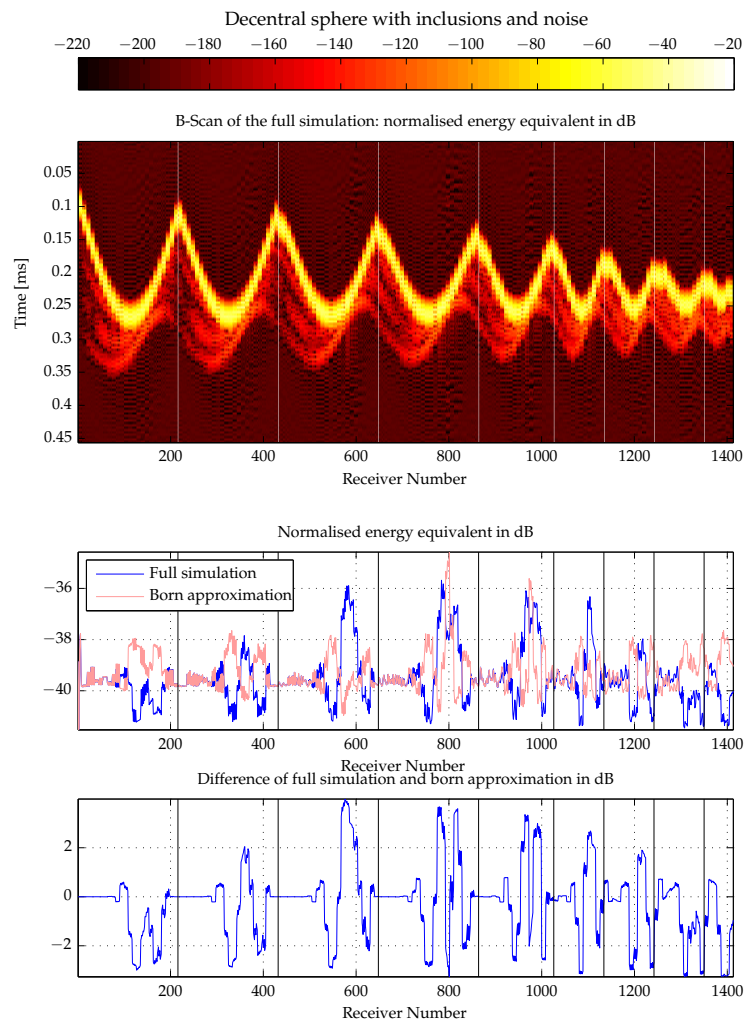 Decentral sphere with inclusions and noise
−220 −200 −180 −160 −140 −120 −100 −80 −60 −40 −20
B-Scan of the full simulation: normalised energy equivalent in dB
Time [ms]
0.05
0.1
0.15
0.2
0.25
0.3
0.35
0.4
0.45
200 400 600 800 1000 1200 1400
Receiver Number
Normalised energy equivalent in dB
Full simulation
Born approximation
−36
−38
−40
200 400 600 800 1000 1200 1400
Receiver Number
Difference of full simulation and born approximation in dB
2
0
−2
200 400 600 800 1000 1200 1400
Receiver Number